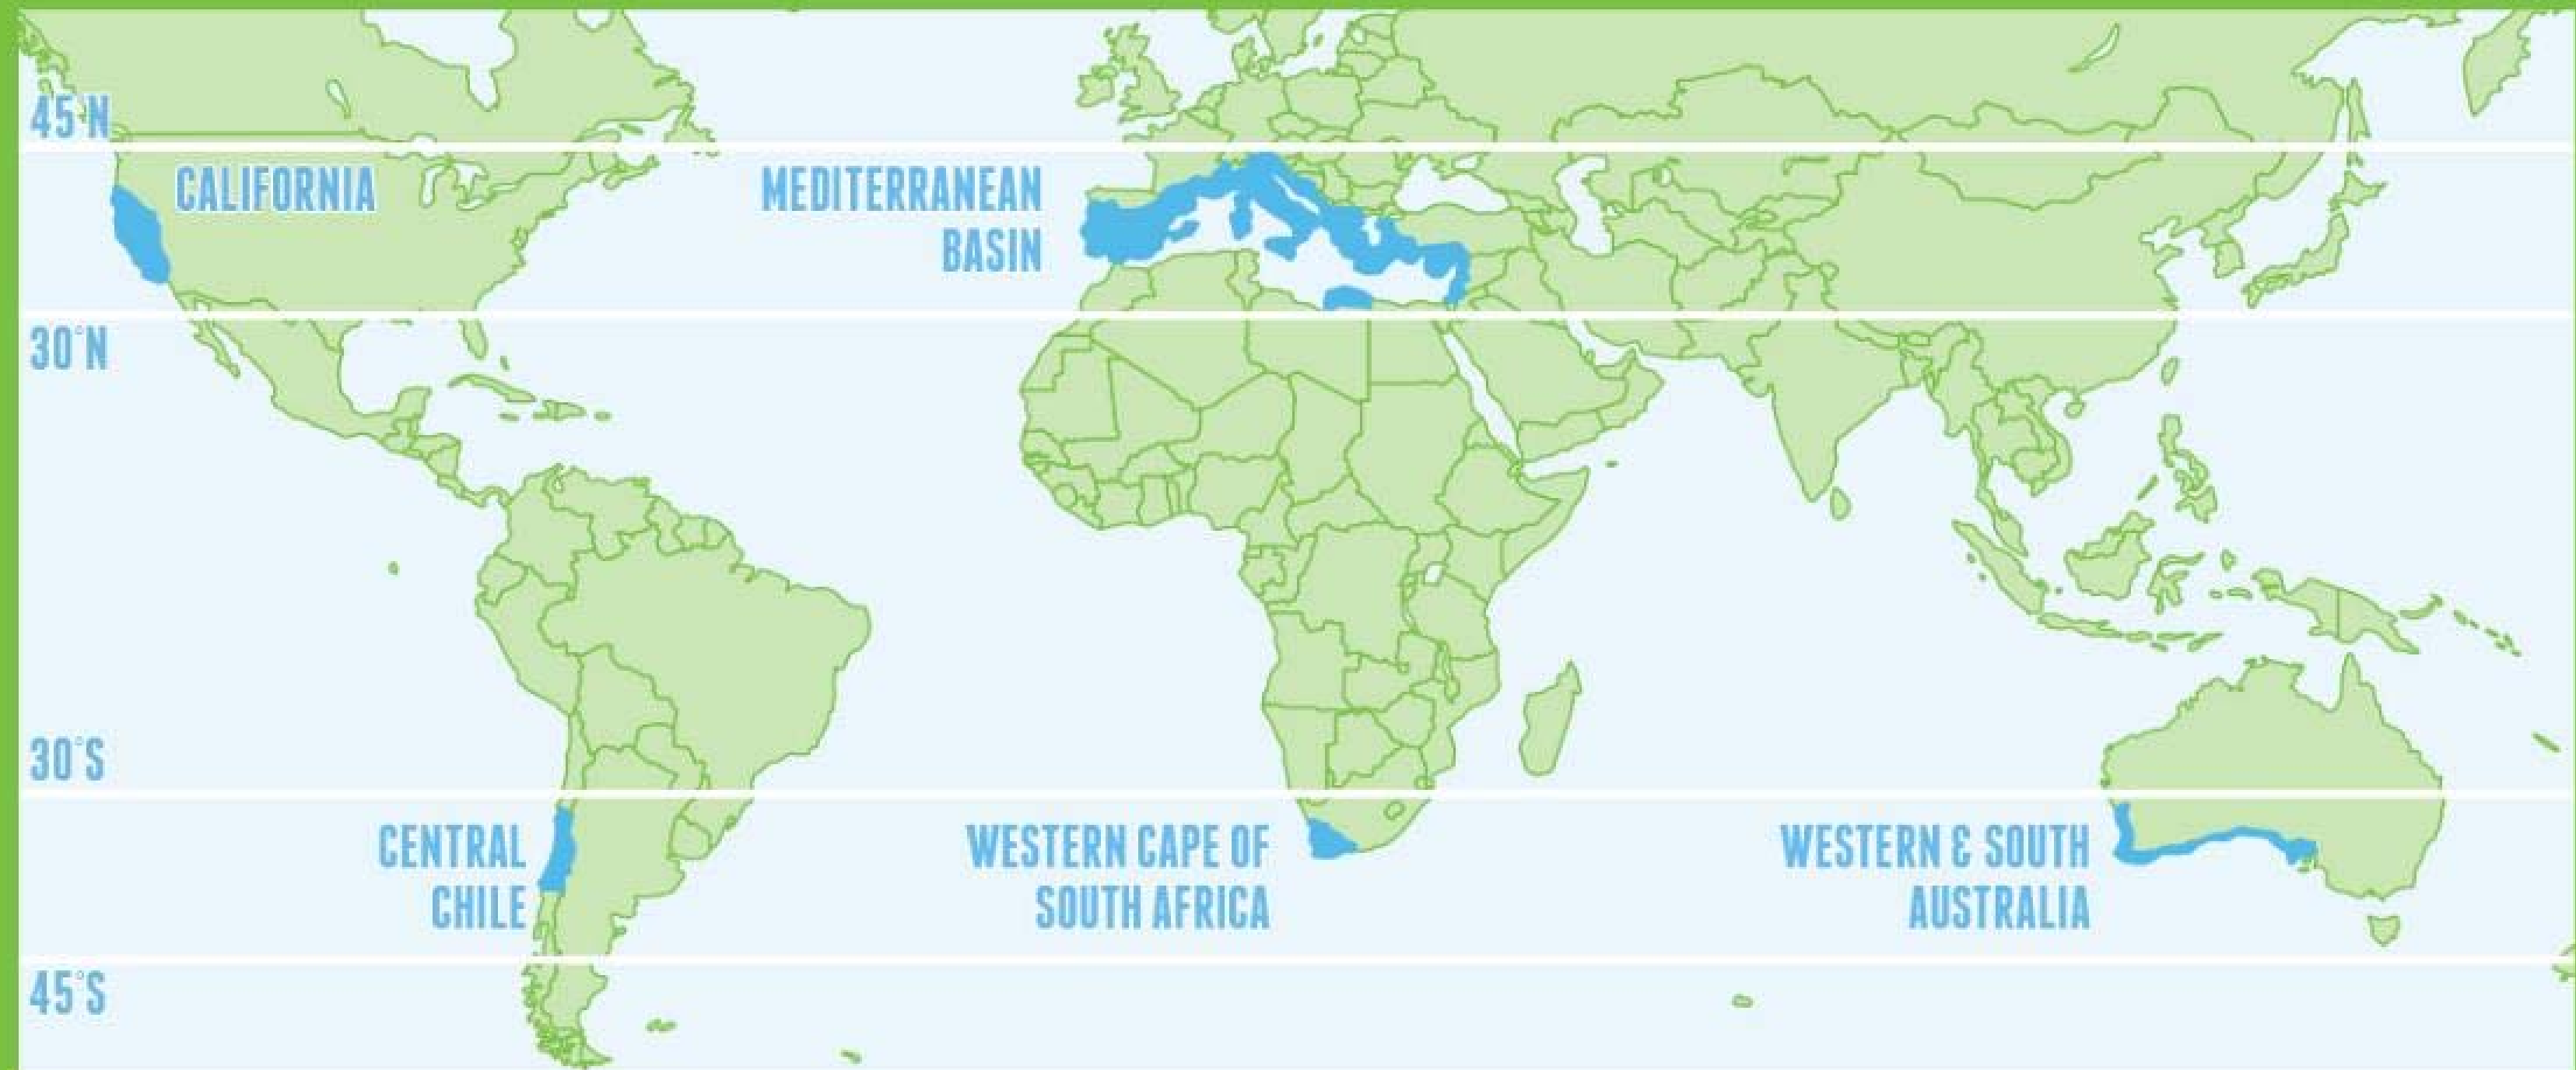 45°N
CALIFORNIA
MEDITERRANEAN
BASIN
30°N
30°S
CENTRAL
CHILE
WESTERN CAPE OF
SOUTH AFRICA
WESTERN & SOUTH
AUSTRALIA
45°S